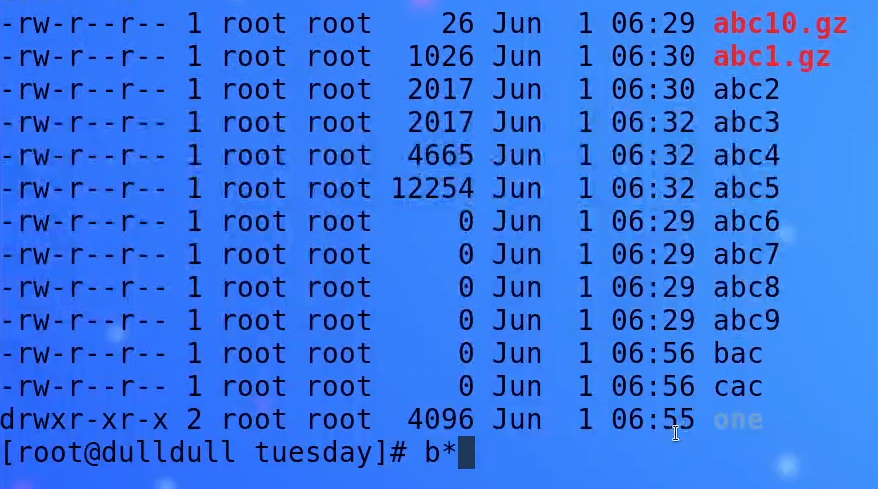 -rw-r--r-- 1 root root 26 Jun 1 06:29 abc10.gz
-rw-r--r-- 1 root root 1026 Jun 1 06:30 abc1.gz
-rw-r--r-- 1 root root 2017 Jun 1 06:30 abc2
-rw-r--r-- 1 root root 2017 Jun 1 06:32 abc3
-rw-r--r-- 1 root root 4665 Jun 1 06:32 abc4
-rw-r--r-- 1 root root 12254 Jun 1 06:32 abc5
-rw-r--r-- 1 root root 0 Jun 1 06:29 abc6
-rw-r--r-- 1 root root 0 Jun 1 06:29 abc7
-rw-r--r-- 1 root root 0 Jun 1 06:29 abc8
-rw-r--r-- 1 root root 0 Jun 1 06:29 abc9
-rw-r--r-- 1 root root 0 Jun 1 06:56 bac
-rw-r--r-- 1 root root 0 Jun 1 06:56 cac
drwxr-xr-x 2 root root 4096 Jun 1 06:55 one
[root@dulldull tuesday]# b*